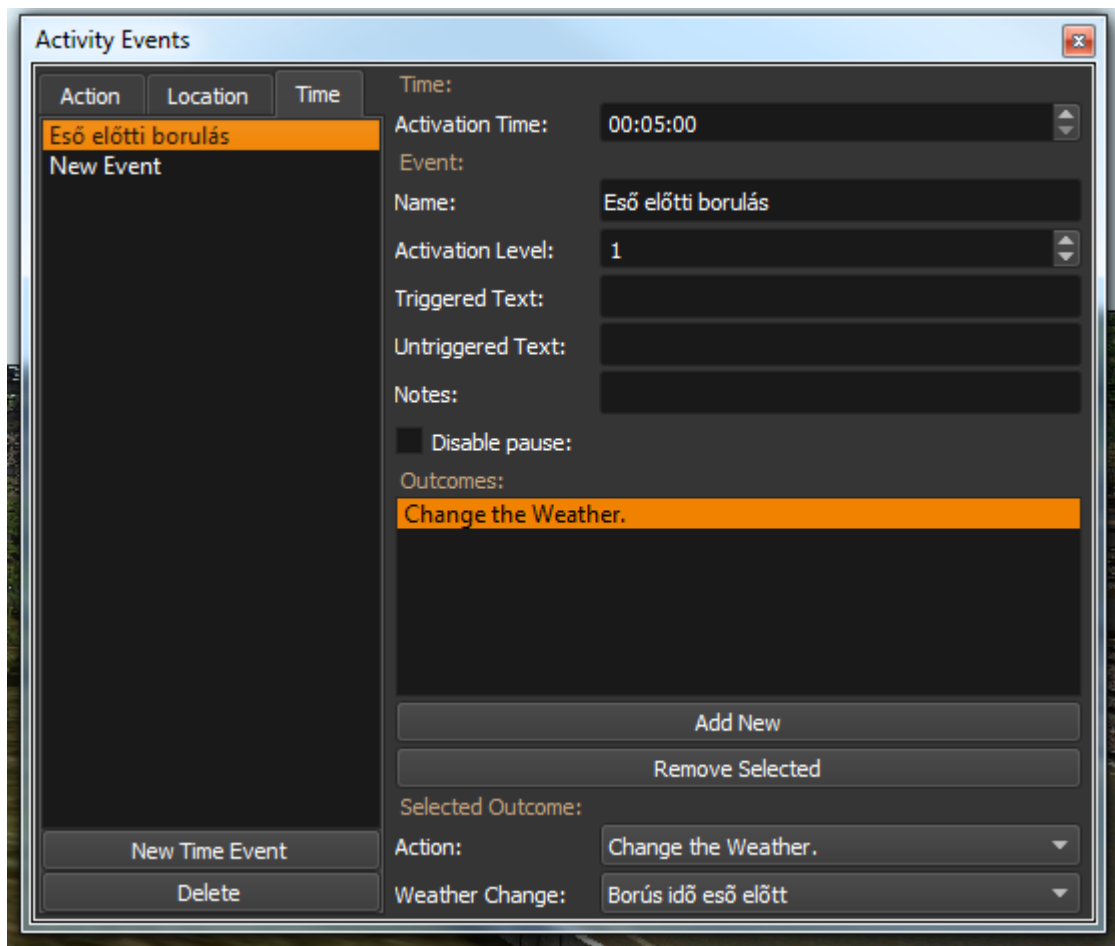 Activity Events
Action Location Time
Eső előtti borulás
New Event
New Time Event
Delete
Time:
Activation Time: 00:05:00
Event:
Name: Eső előtti borulás
Activation Level: 1
Triggered Text:
Untriggered Text:
Notes:
Disable pause:
Outcomes:
Change the Weather.
Add New
Remove Selected
Selected Outcome:
Action: Change the Weather.
Weather Change: Borús idõ eső elõtt